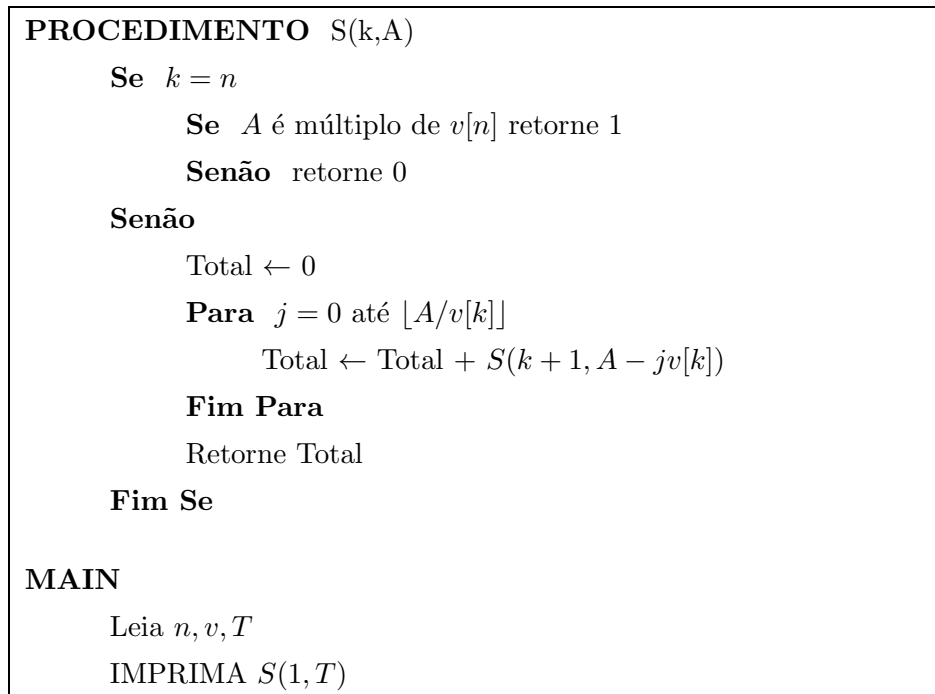 PROCEDIMENTO S(k,A)
Se k = n
Se A é múltiplo de v[n] retorne 1
Senão retorne 0
Senão
Total ← 0
Para j = 0 até ⌊A/v[k]⌋
Total ← Total + S(k + 1, A − jv[k])
Fim Para
Retorne Total
Fim Se
MAIN
Leia n, v, T
IMPRIMA S(1, T)